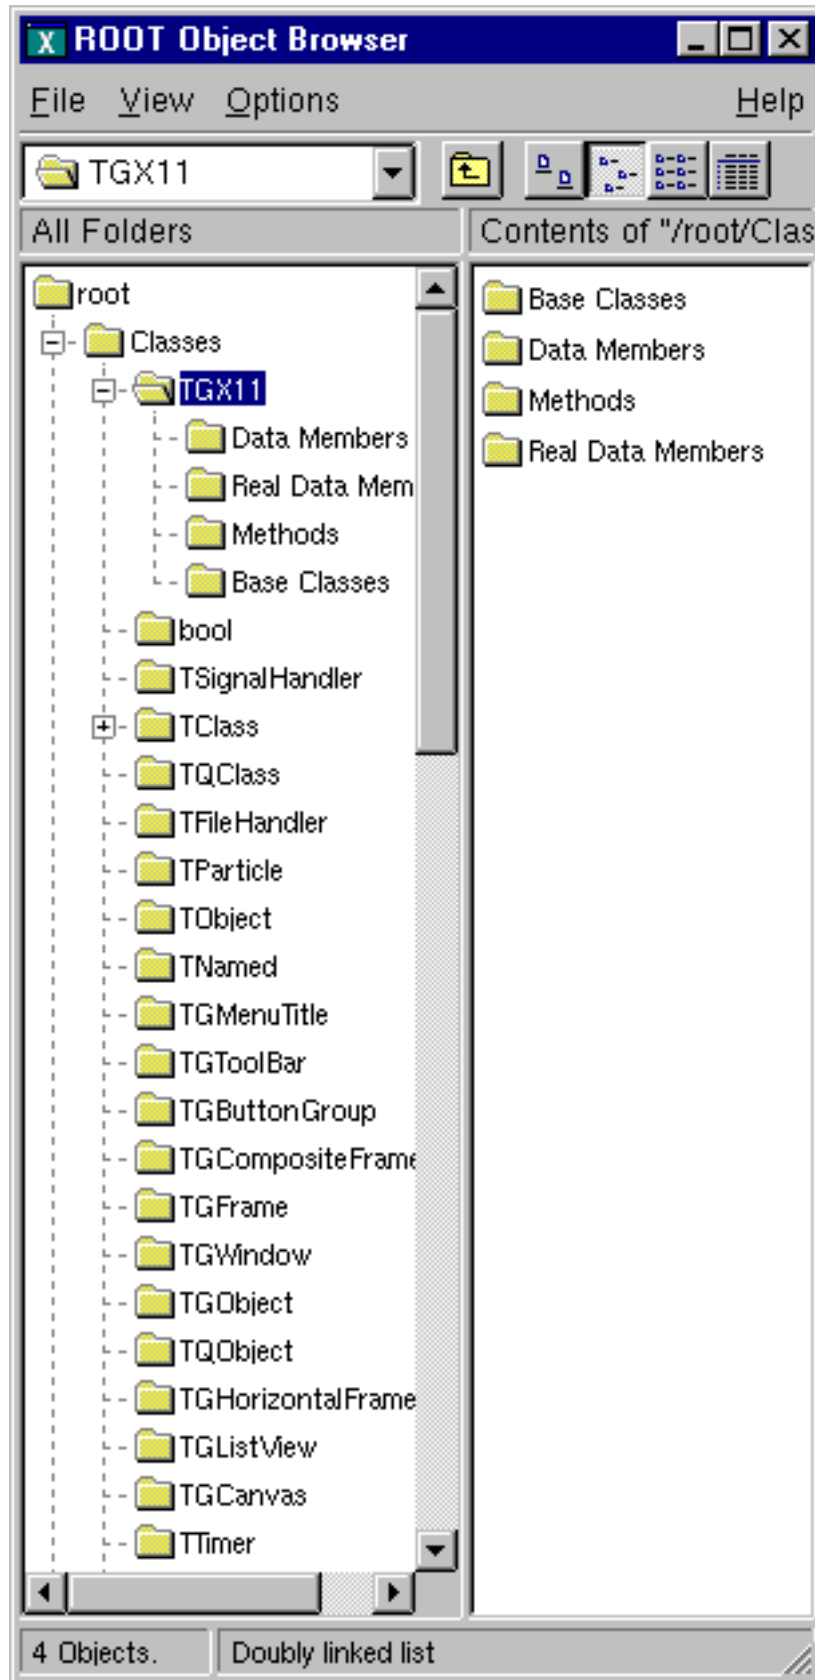 X ROOT Object Browser
File View Options Help
TGX11
All Folders
Contents of "/root/Clas
root
Classes
TGX11
Data Members
Real Data Mem
Methods
Base Classes
bool
TSignalHandler
TClass
TQClass
TFileHandler
TParticle
TObject
TNamed
TGMenuTitle
TGToolBar
TGButtonGroup
TGCompositeFrame
TGFrame
TGWindow
TGObject
TQObject
TGHorizontalFrame
TGListView
TGCanvas
TTimer
Base Classes
Data Members
Methods
Real Data Members
4 Objects.
Doubly linked list